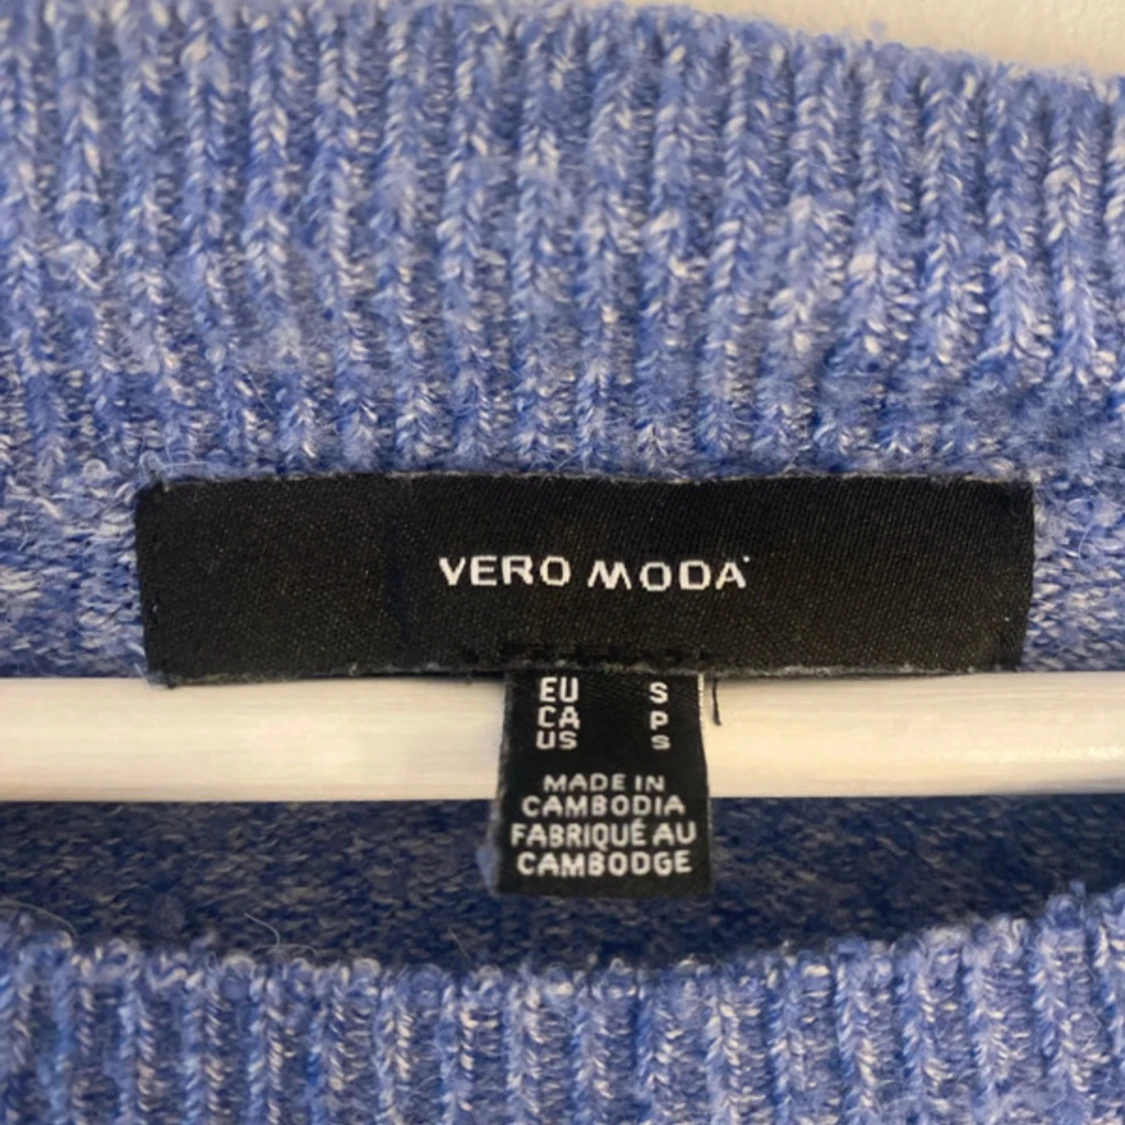 VERO MODA
EU S
CA P
US S
MADE IN
CAMBODIA
FABRIQUÉ AU
CAMBODGE